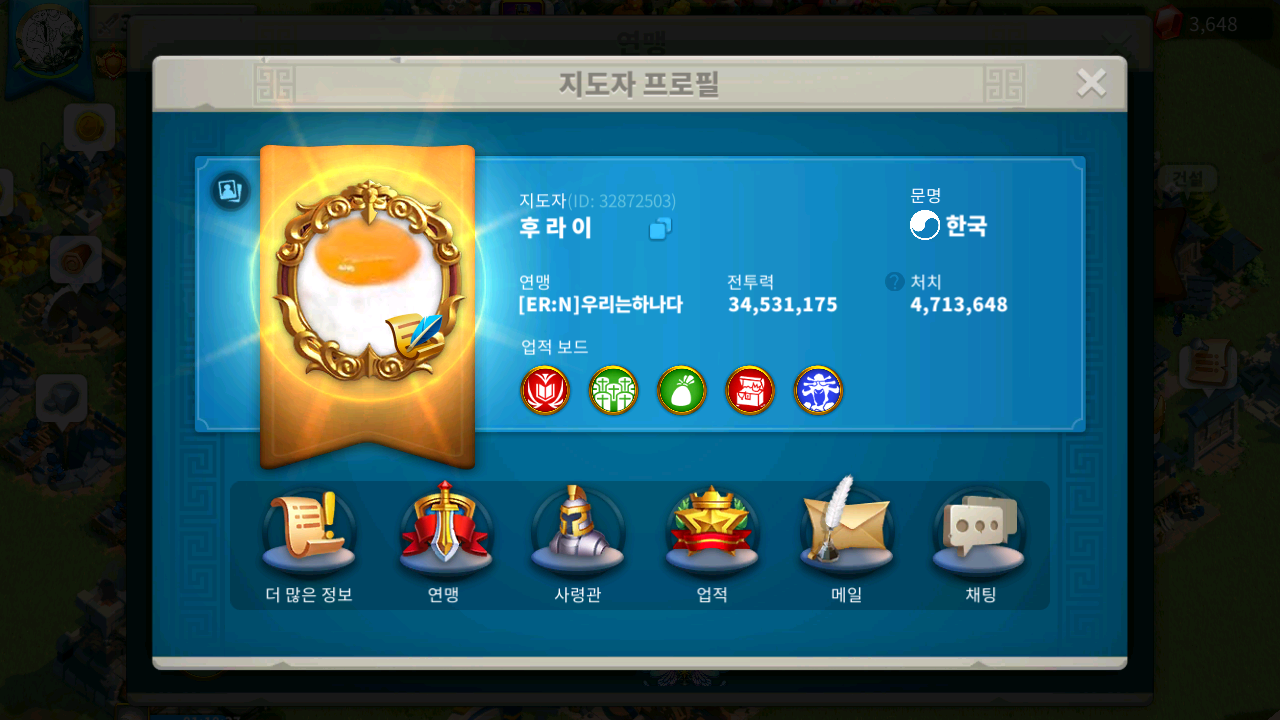 3,648
연맹
지도자 프로필
건설
지도자(ID: 32872503)
후 라 이
문명
한국
연맹
[ER:N]우리는하나다
전투력
34,531,175
?
처치
4,713,648
업적 보드
더 많은 정보
연맹
사령관
업적
메일
채팅